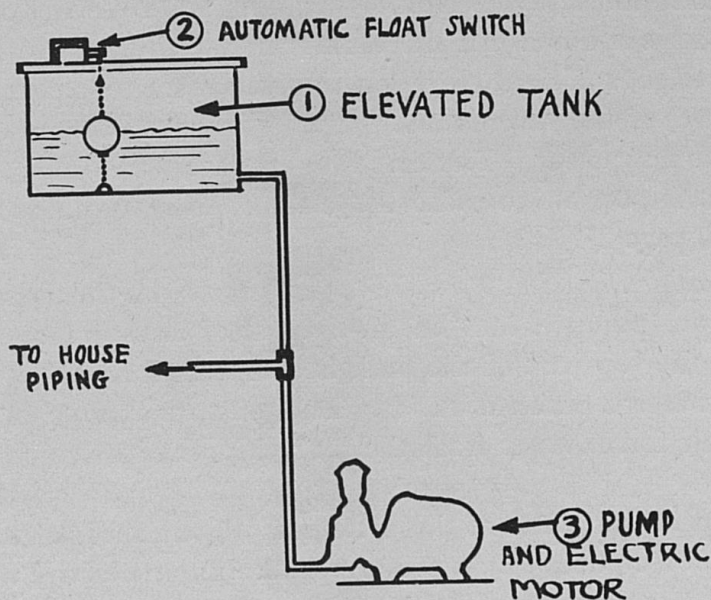 ② AUTOMATIC FLOAT SWITCH
① ELEVATED TANK
TO HOUSE
PIPING
③ PUMP
AND ELECTRIC
MOTOR